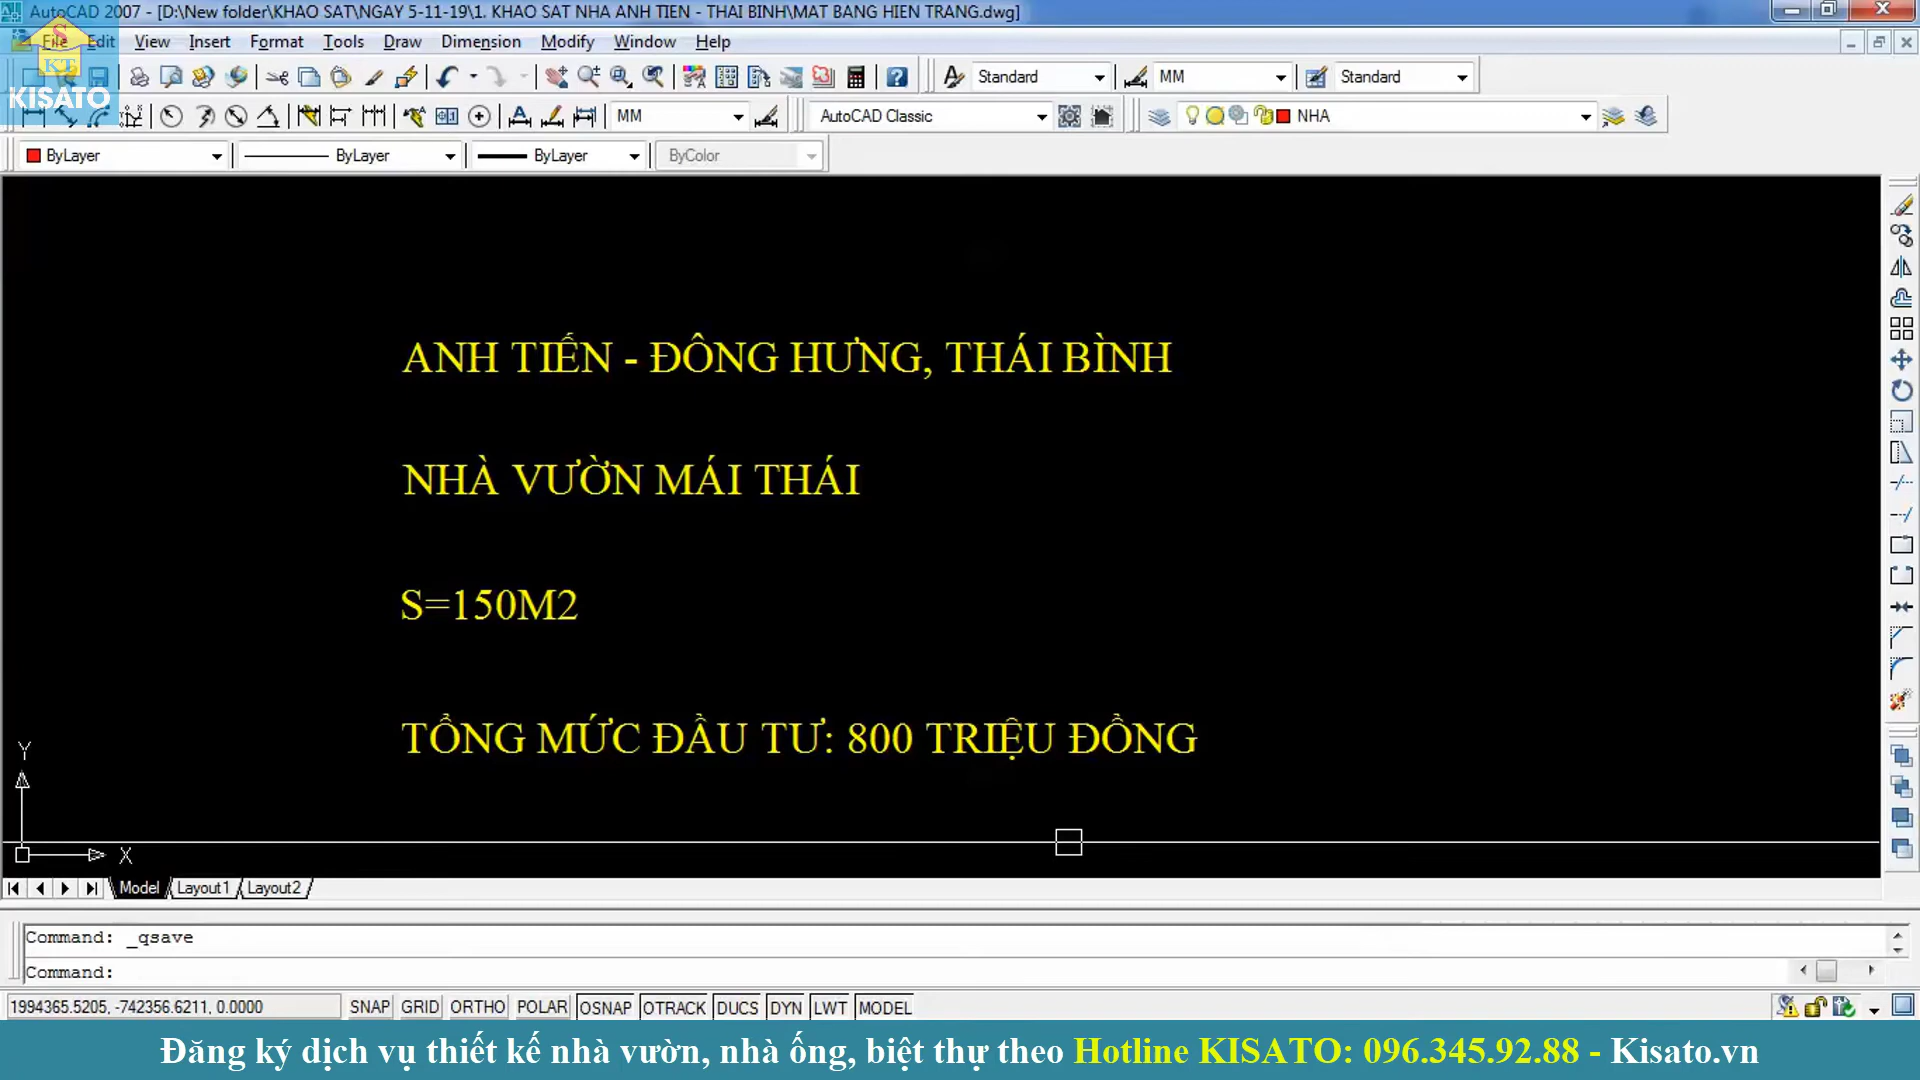 AutoCAD 2007 - [D:\New folder\KHAO SAT\NGAY 5-11-19\1. KHAO SAT NHA ANH TIEN - THAI BINH\MAT BANG HIEN TRANG.dwg]
File Edit View Insert Format Tools Draw Dimension Modify Window Help
S
KT
KISATO
Standard MM Standard
MM AutoCAD Classic NHA
ByLayer ByLayer ByLayer ByColor
ANH TIẾN - ĐÔNG HƯNG, THÁI BÌNH
NHÀ VƯỜN MÁI THÁI
S=150M2
TỔNG MỨC ĐẦU TƯ: 800 TRIỆU ĐỒNG
Y
X
Model Layout1 Layout2
Command: _qsave
Command:
1994365.5205, -742356.6211, 0.0000 SNAP GRID ORTHO POLAR OSNAP OTRACK DUCS DYN LWT MODEL
Đăng ký dịch vụ thiết kế nhà vườn, nhà ống, biệt thự theo Hotline KISATO: 096.345.92.88 - Kisato.vn